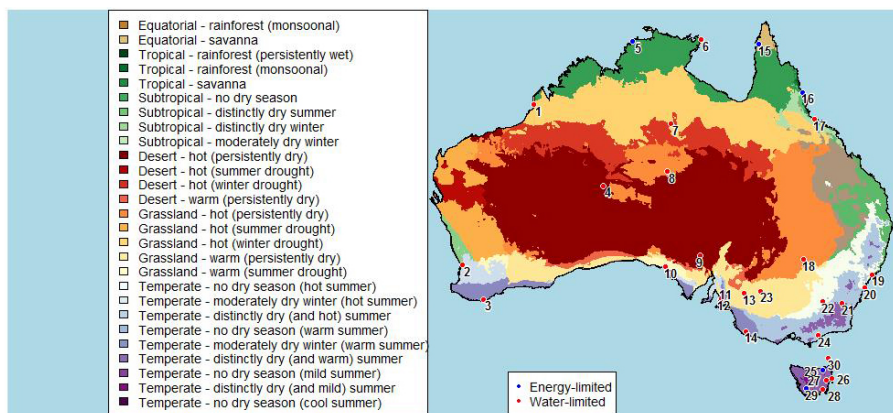 Equatorial - rainforest (monsoonal)
Equatorial - savanna
Tropical - rainforest (persistently wet)
Tropical - rainforest (monsoonal)
Tropical - savanna
Subtropical - no dry season
Subtropical - distinctly dry summer
Subtropical - distinctly dry winter
Subtropical - moderately dry winter
Desert - hot (persistently dry)
Desert - hot (summer drought)
Desert - hot (winter drought)
Desert - warm (persistently dry)
Grassland - hot (persistently dry)
Grassland - hot (summer drought)
Grassland - hot (winter drought)
Grassland - warm (persistently dry)
Grassland - warm (summer drought)
Temperate - no dry season (hot summer)
Temperate - moderately dry winter (hot summer)
Temperate - distinctly dry (and hot) summer
Temperate - no dry season (warm summer)
Temperate - moderately dry winter (warm summer)
Temperate - distinctly dry (and warm) summer
Temperate - no dry season (mild summer)
Temperate - distinctly dry (and mild) summer
Temperate - no dry season (cool summer)
5
6
15
16
1
7
17
8
4
2
10
9
18
19
3
11
12
13
23
20
22
21
14
24
30
25
27
26
29
28
Energy-limited
Water-limited